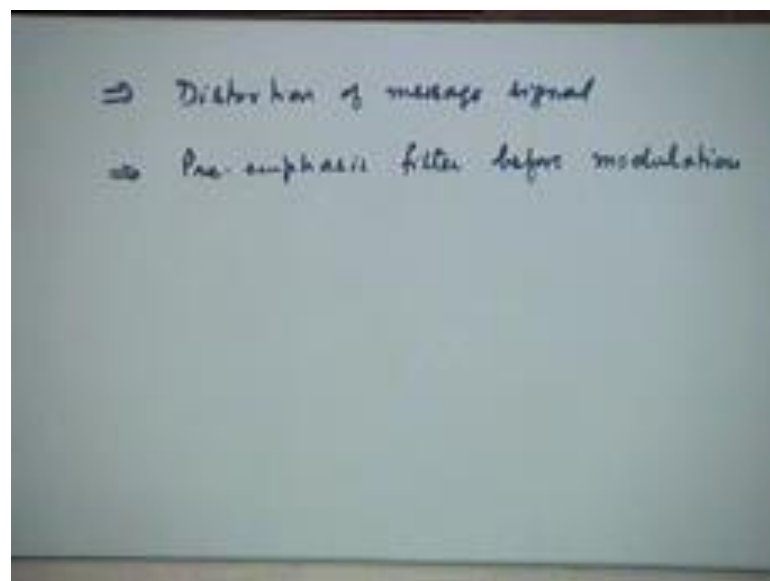 ⇒ Distortion of message signal
⇒ Pre-emphasis filter before modulation